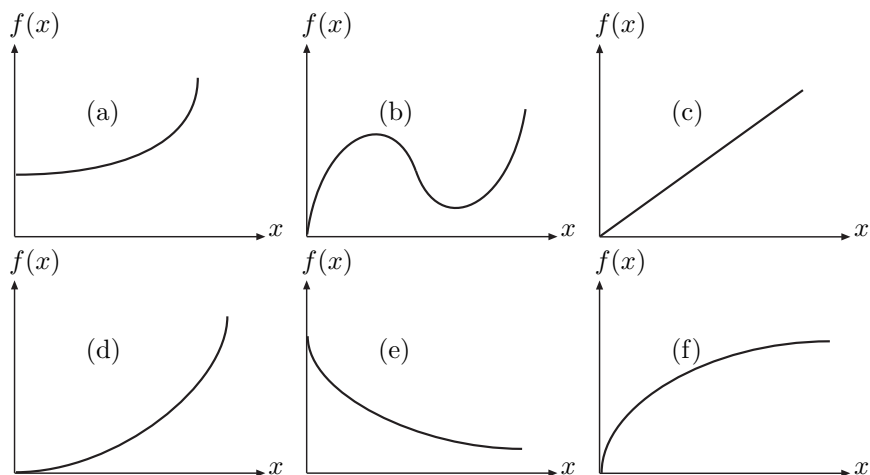 f(x) f(x) f(x)
(a) (b) (c)
x x x
f(x) f(x) f(x)
(d) (e) (f)
x x x